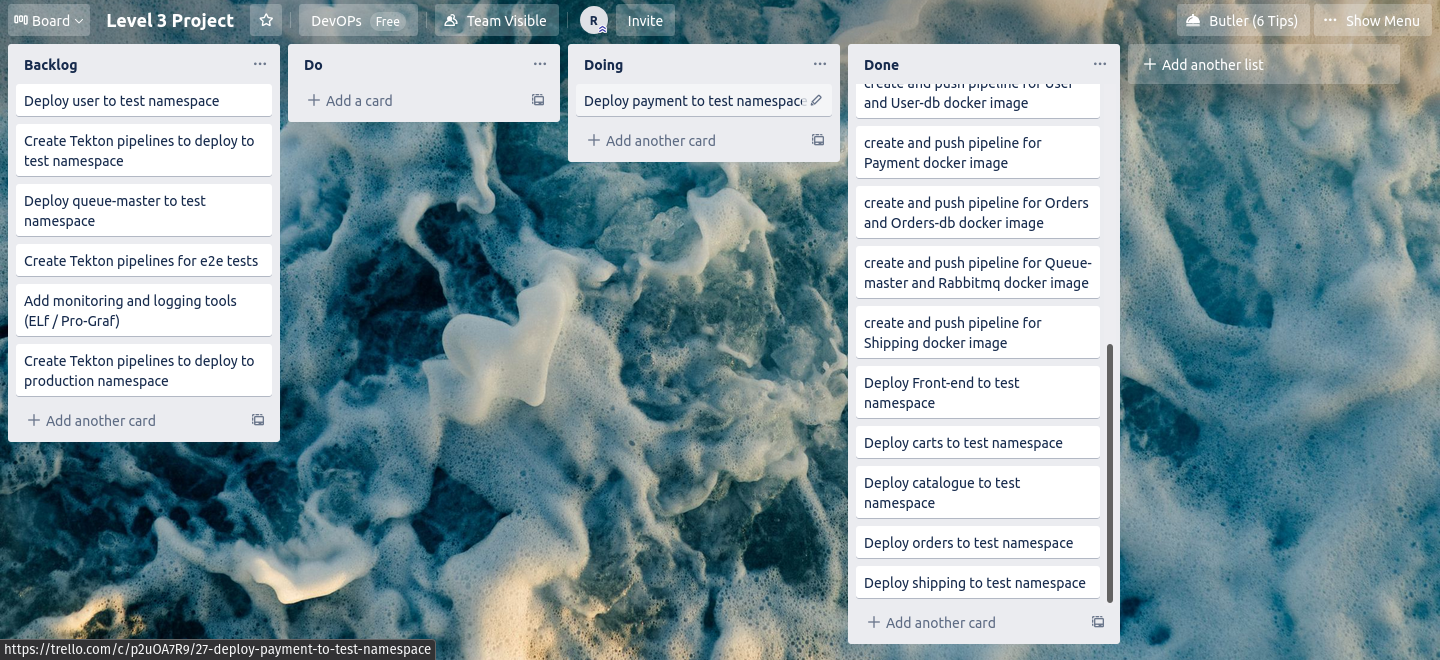 Board
Level 3 Project
DevOPs Free
Team Visible
R
Invite
Butler (6 Tips)
Show Menu
Backlog
Deploy user to test namespace
Create Tekton pipelines to deploy to
test namespace
Deploy queue-master to test
namespace
Create Tekton pipelines for e2e tests
Add monitoring and logging tools
(ELf / Pro-Graf)
Create Tekton pipelines to deploy to
production namespace
Add another card
Do
Add a card
Doing
Deploy payment to test namespace
Add another card
Done
create and push pipeline for User
and User-db docker image
create and push pipeline for
Payment docker image
create and push pipeline for Orders
and Orders-db docker image
create and push pipeline for Queue-
master and Rabbitmq docker image
create and push pipeline for
Shipping docker image
Deploy Front-end to test
namespace
Deploy carts to test namespace
Deploy catalogue to test
namespace
Deploy orders to test namespace
Deploy shipping to test namespace
Add another card
Add another list
https://trello.com/c/p2uOA7R9/27-deploy-payment-to-test-namespace